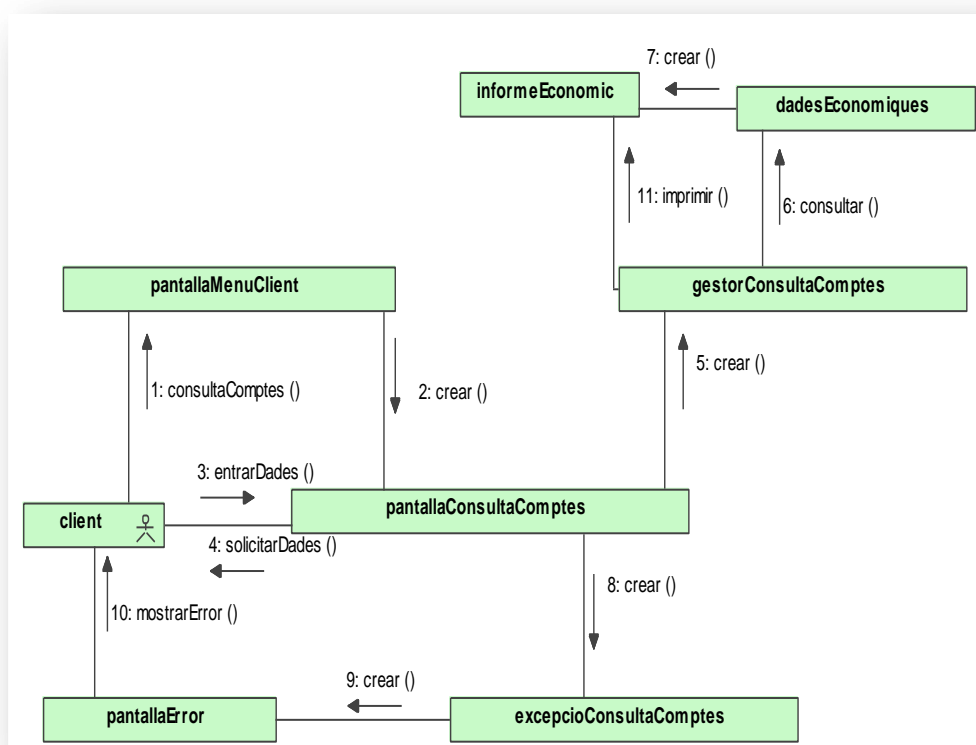 7: crear ()
informeEconomic
dadesEconomiques
11: imprimir ()
6: consultar ()
pantallaMenuClient
gestorConsultaComptes
5: crear ()
1: consultaComptes ()
2: crear ()
3: entrarDades ()
client
pantallaConsultaComptes
4: solicitarDades ()
8: crear ()
10: mostrarError ()
9: crear ()
pantallaError
excepcioConsultaComptes